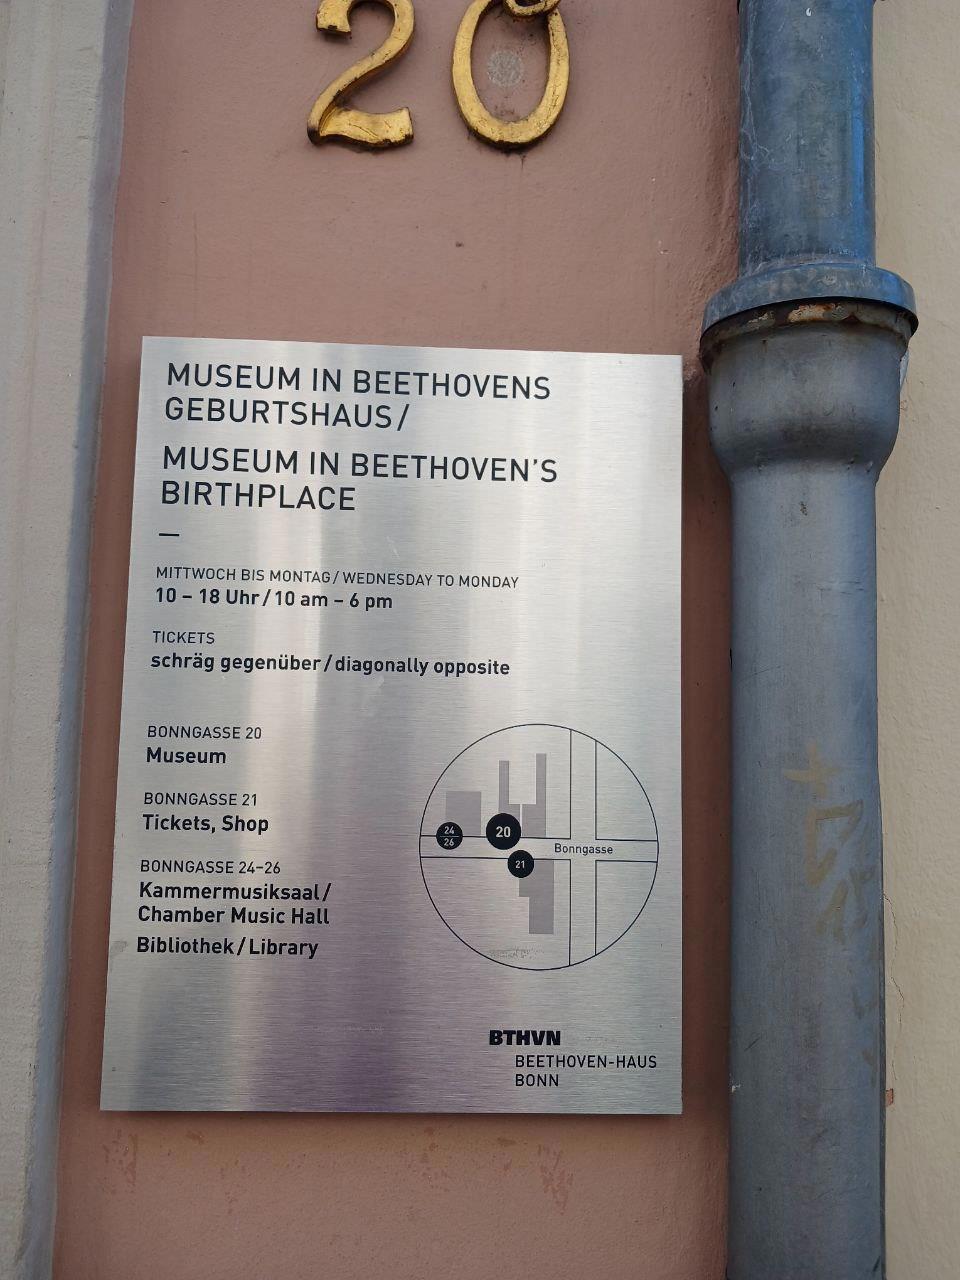 20
MUSEUM IN BEETHOVENS
GEBURTSHAUS/
MUSEUM IN BEETHOVEN'S
BIRTHPLACE
—
MITTWOCH BIS MONTAG/WEDNESDAY TO MONDAY
10 – 18 Uhr/10 am – 6 pm
TICKETS
schräg gegenüber/diagonally opposite
BONNGASSE 20
Museum
BONNGASSE 21
Tickets, Shop
BONNGASSE 24–26
Kammermusiksaal/
Chamber Music Hall
Bibliothek/Library
24
26
20
Bonngasse
21
BTHVN
BEETHOVEN-HAUS
BONN